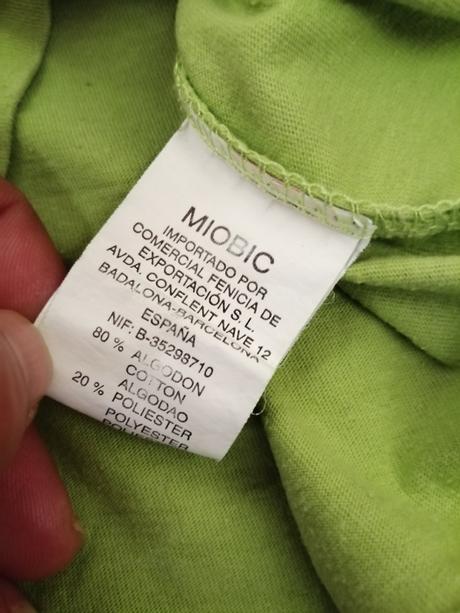 MIOBIC
IMPORTADO POR
COMERCIAL FENICIA DE
EXPORTACIÓN S.L.
AVDA. CONFLENT NAVE 12
BADALONA-BARCELONA
ESPAÑA
NIF: B-35298710
80 % ALGODON
COTTON
ALGODAO
20 % POLIESTER
POLYESTER
POLIESTER